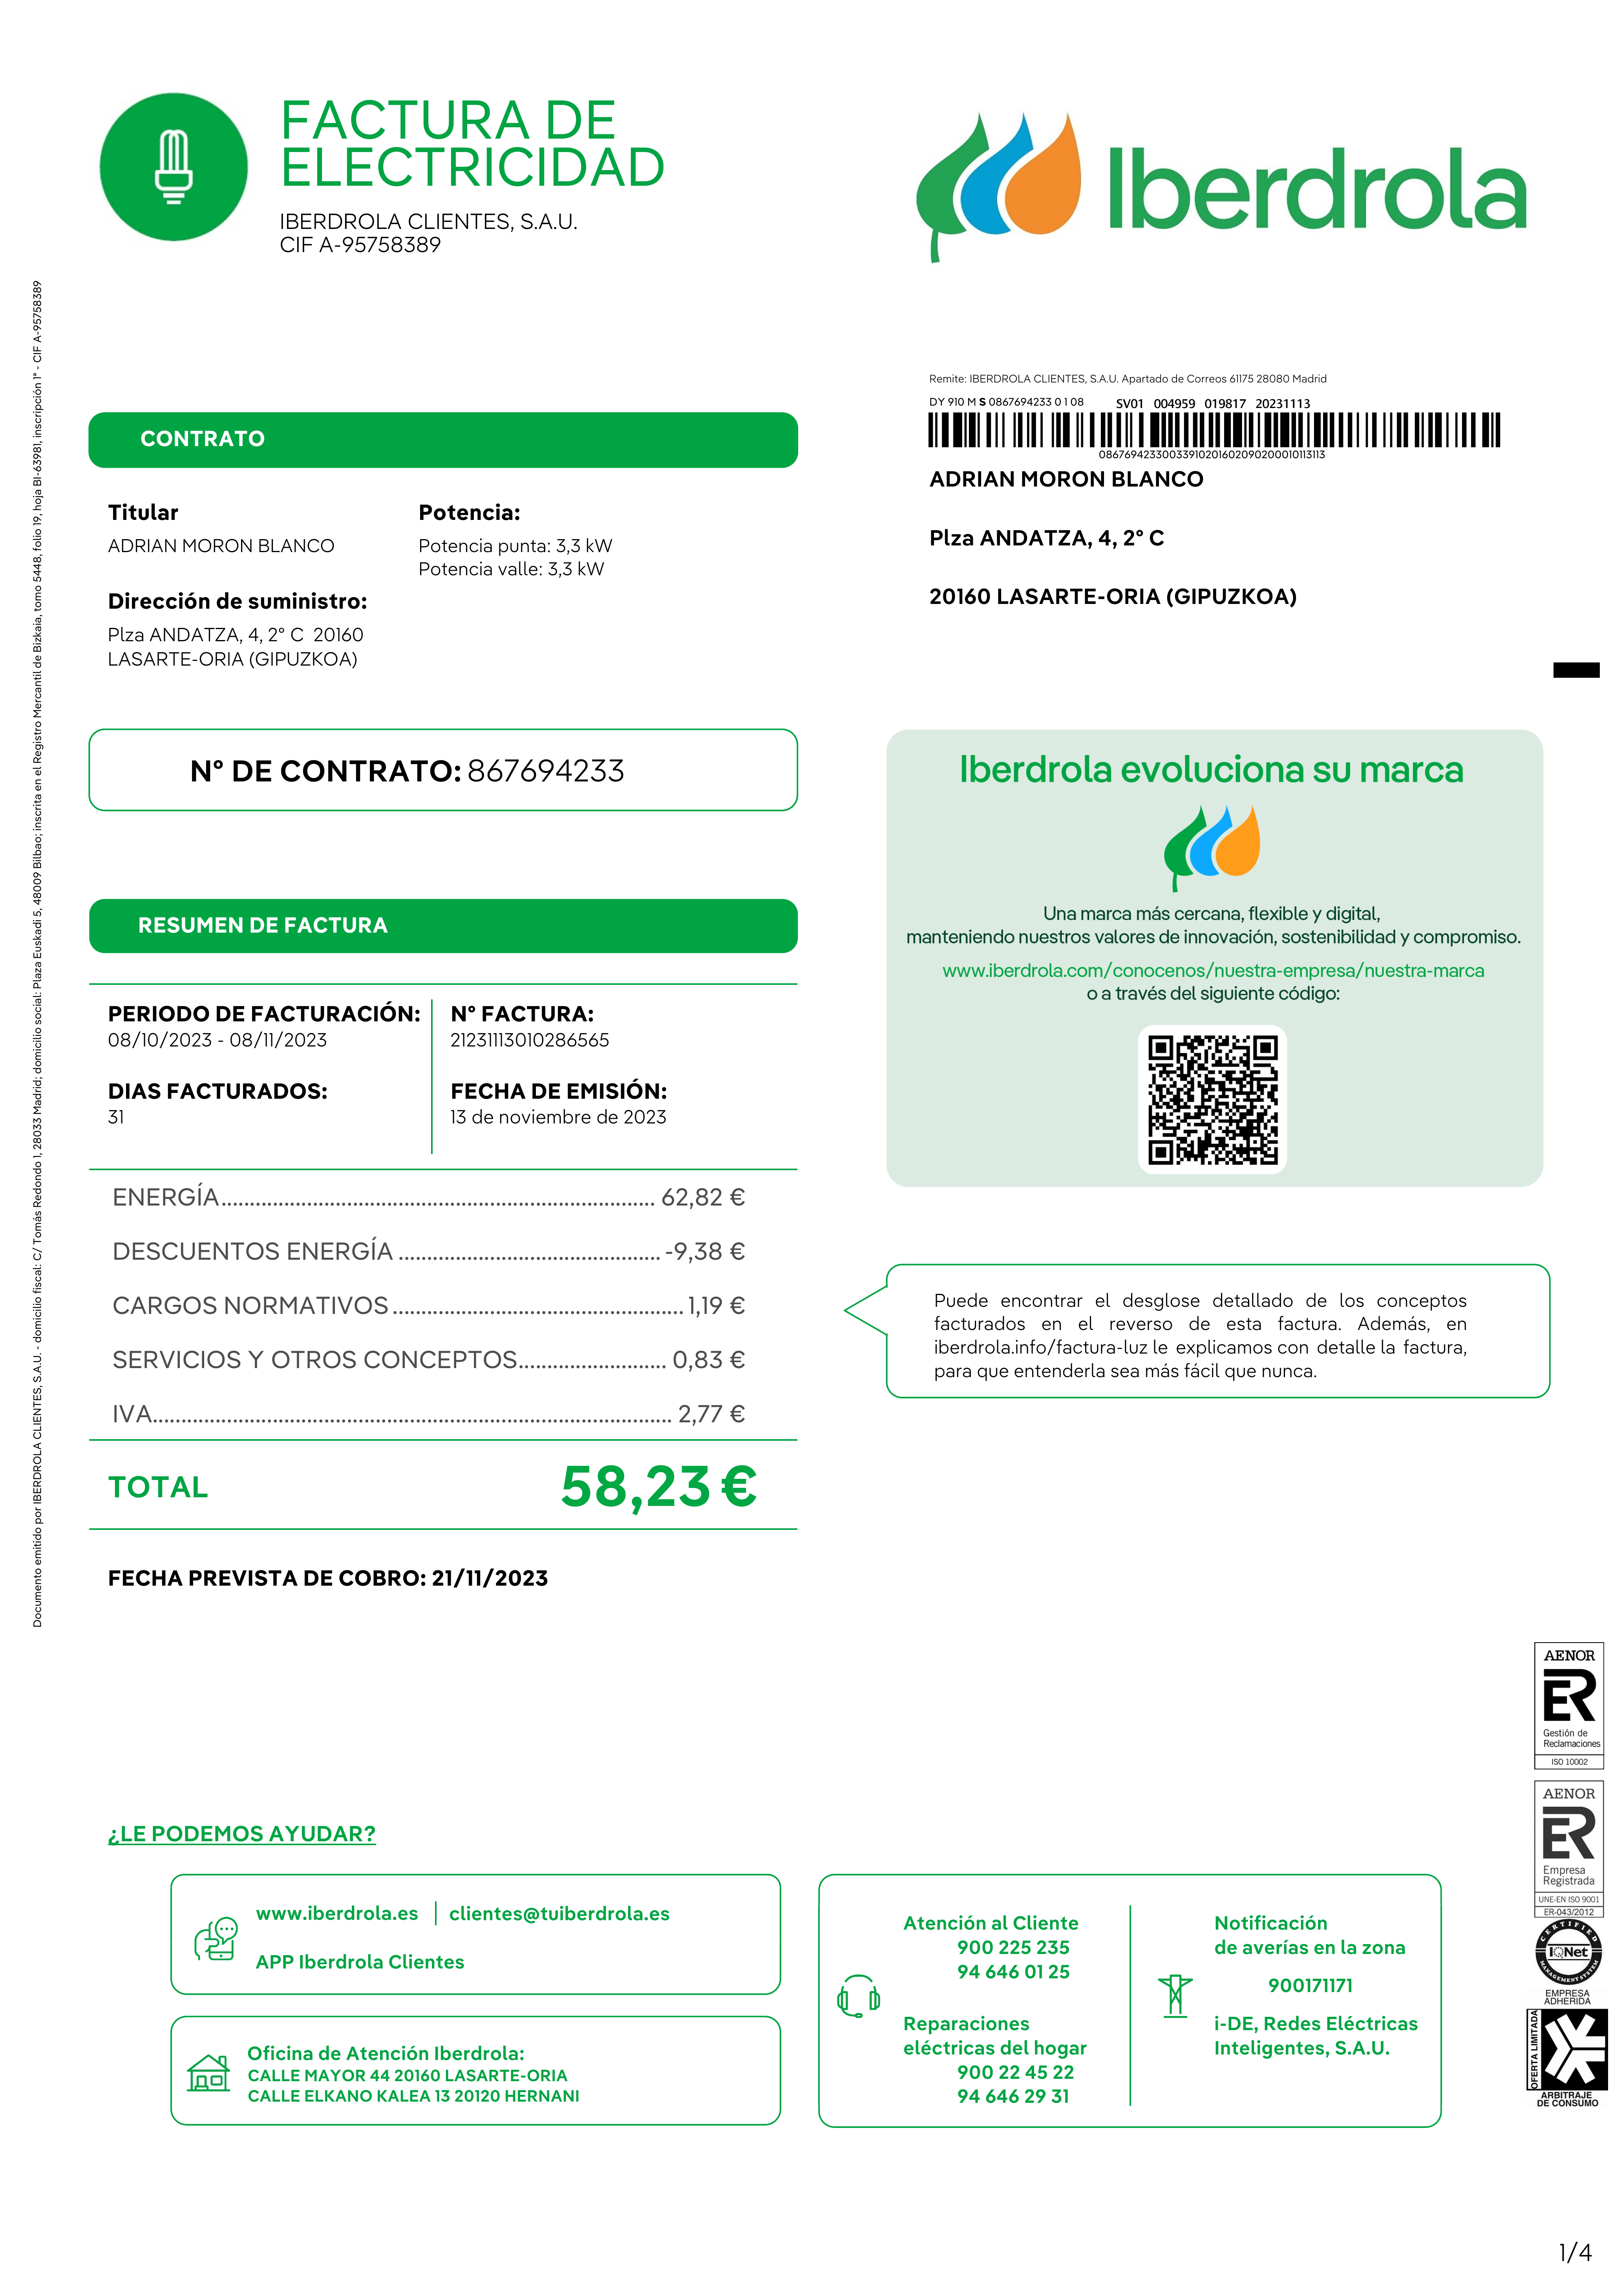 FACTURA DE
ELECTRICIDAD
IBERDROLA CLIENTES, S.A.U.
CIF A-95758389
Iberdrola
Documento emitido por IBERDROLA CLIENTES, S.A.U. - domicilio fiscal: C/ Tomás Redondo 1, 28033 Madrid; domicilio social: Plaza Euskadi 5, 48009 Bilbao; inscrita en el Registro Mercantil de Bizkaia, tomo 5448, folio 19, hoja BI-63981, inscripción 1ª - CIF A-95758389
Remite: IBERDROLA CLIENTES, S.A.U. Apartado de Correos 61175 28080 Madrid
DY 910 M S 0867694233 0 1 08 SV01 004959 019817 20231113
08676942330033910201602090200010113113
ADRIAN MORON BLANCO
Plza ANDATZA, 4, 2º C
20160 LASARTE-ORIA (GIPUZKOA)
CONTRATO
Titular
ADRIAN MORON BLANCO
Potencia:
Potencia punta: 3,3 kW
Potencia valle: 3,3 kW
Dirección de suministro:
Plza ANDATZA, 4, 2º C 20160
LASARTE-ORIA (GIPUZKOA)
Nº DE CONTRATO: 867694233
Iberdrola evoluciona su marca
Una marca más cercana, flexible y digital,
manteniendo nuestros valores de innovación, sostenibilidad y compromiso.
www.iberdrola.com/conocenos/nuestra-empresa/nuestra-marca
o a través del siguiente código:
RESUMEN DE FACTURA
PERIODO DE FACTURACIÓN:
08/10/2023 - 08/11/2023
Nº FACTURA:
21231113010286565
DIAS FACTURADOS:
31
FECHA DE EMISIÓN:
13 de noviembre de 2023
ENERGÍA............................................................................ 62,82 €
DESCUENTOS ENERGÍA .............................................. -9,38 €
CARGOS NORMATIVOS ................................................... 1,19 €
SERVICIOS Y OTROS CONCEPTOS.......................... 0,83 €
IVA........................................................................................... 2,77 €
TOTAL 58,23 €
FECHA PREVISTA DE COBRO: 21/11/2023
Puede encontrar el desglose detallado de los conceptos
facturados en el reverso de esta factura. Además, en
iberdrola.info/factura-luz le explicamos con detalle la factura,
para que entenderla sea más fácil que nunca.
¿LE PODEMOS AYUDAR?
www.iberdrola.es | clientes@tuiberdrola.es
APP Iberdrola Clientes
Oficina de Atención Iberdrola:
CALLE MAYOR 44 20160 LASARTE-ORIA
CALLE ELKANO KALEA 13 20120 HERNANI
Atención al Cliente
900 225 235
94 646 01 25
Reparaciones
eléctricas del hogar
900 22 45 22
94 646 29 31
Notificación
de averías en la zona
900171171
i-DE, Redes Eléctricas
Inteligentes, S.A.U.
AENOR
ER
Gestión de
Reclamaciones
ISO 10002
AENOR
ER
Empresa
Registrada
UNE-EN ISO 9001
ER-043/2012
CERTIFIED
IQNet
MANAGEMENT SYSTEM
EMPRESA
ADHERIDA
OFERTA LIMITADA
ARBITRAJE
DE CONSUMO
1/4